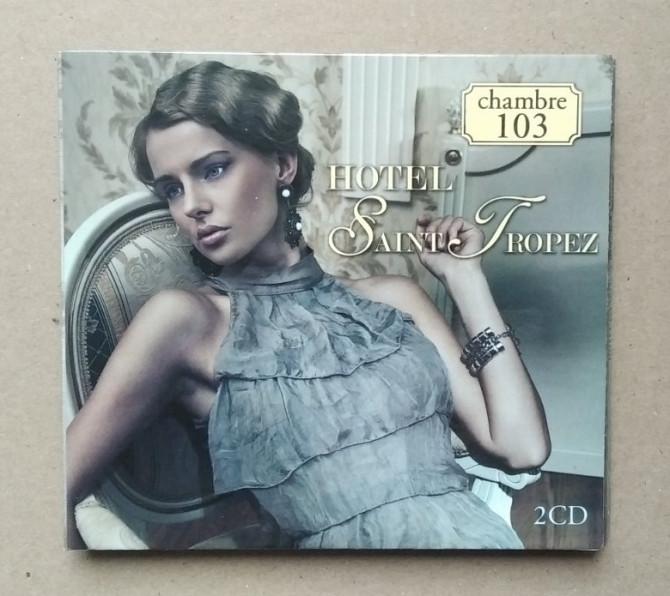 chambre
103
HOTEL
SAINT TROPEZ
2CD